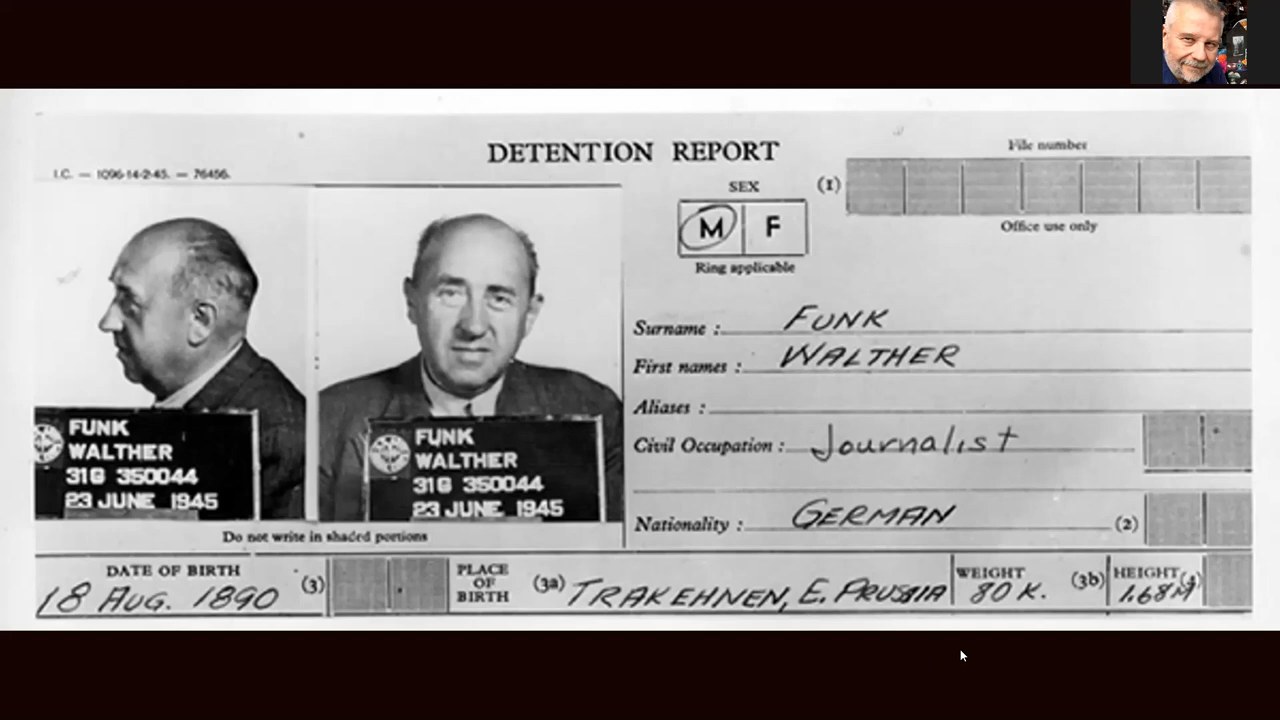 DETENTION REPORT
I.C. — 1096-14-2-45. — 76456.
File number
SEX
(1)
M F
Office use only
Ring applicable
Surname : FUNK
First names : WALTHER
Aliases :
Civil Occupation : Journalist
Nationality : GERMAN (2)
FUNK
WALTHER
31G 350044
23 JUNE 1945
FUNK
WALTHER
31G 350044
23 JUNE 1945
Do not write in shaded portions
DATE OF BIRTH (3)
18 AUG. 1890
PLACE OF BIRTH (3a) TRAKEHNEN, E. PRUSSIA
WEIGHT (3b)
80 K.
HEIGHT (4)
1.68M